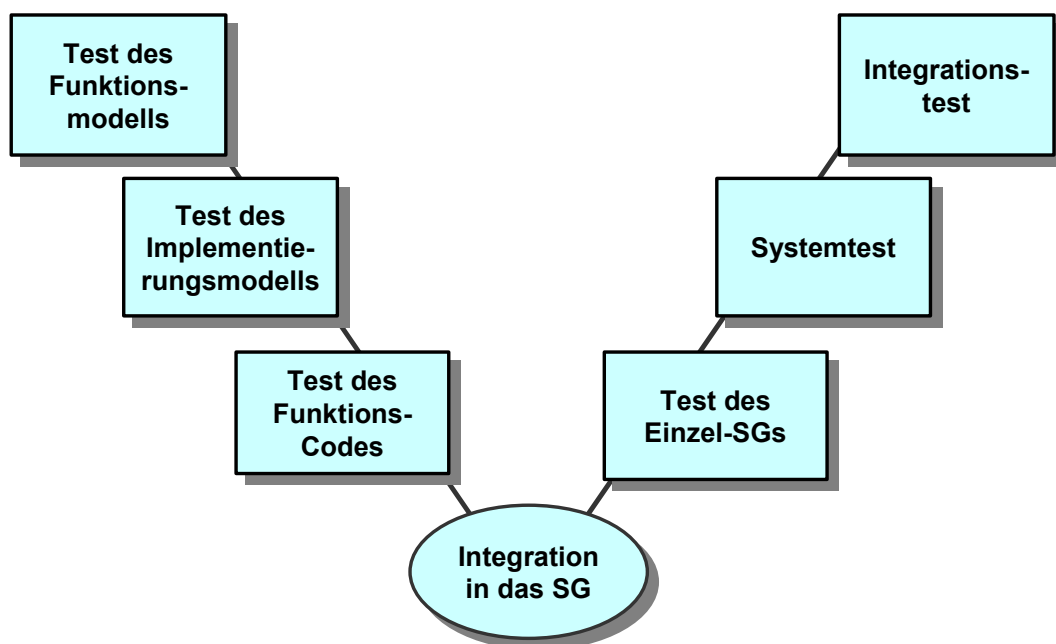 Test des
Funktions-
modells
Integrations-
test
Test des
Implementie-
rungsmodells
Systemtest
Test des
Funktions-
Codes
Test des
Einzel-SGs
Integration
in das SG